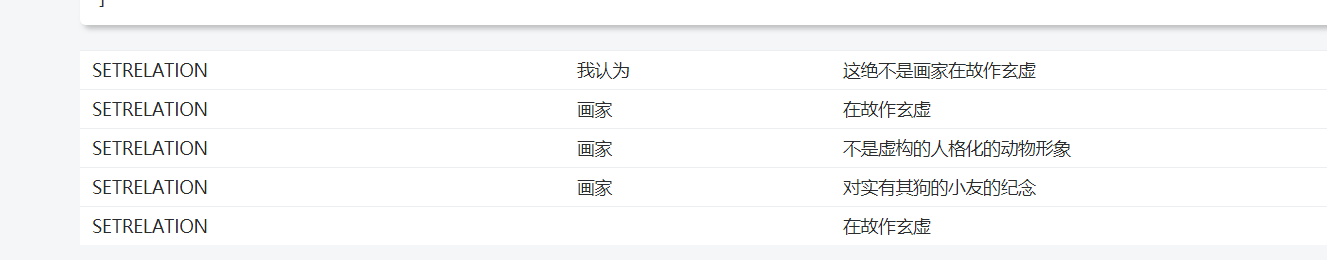 ]
SETRELATION 我认为 这绝不是画家在故作玄虚
SETRELATION 画家 在故作玄虚
SETRELATION 画家 不是虚构的人格化的动物形象
SETRELATION 画家 对实有其狗的小友的纪念
SETRELATION 在故作玄虚